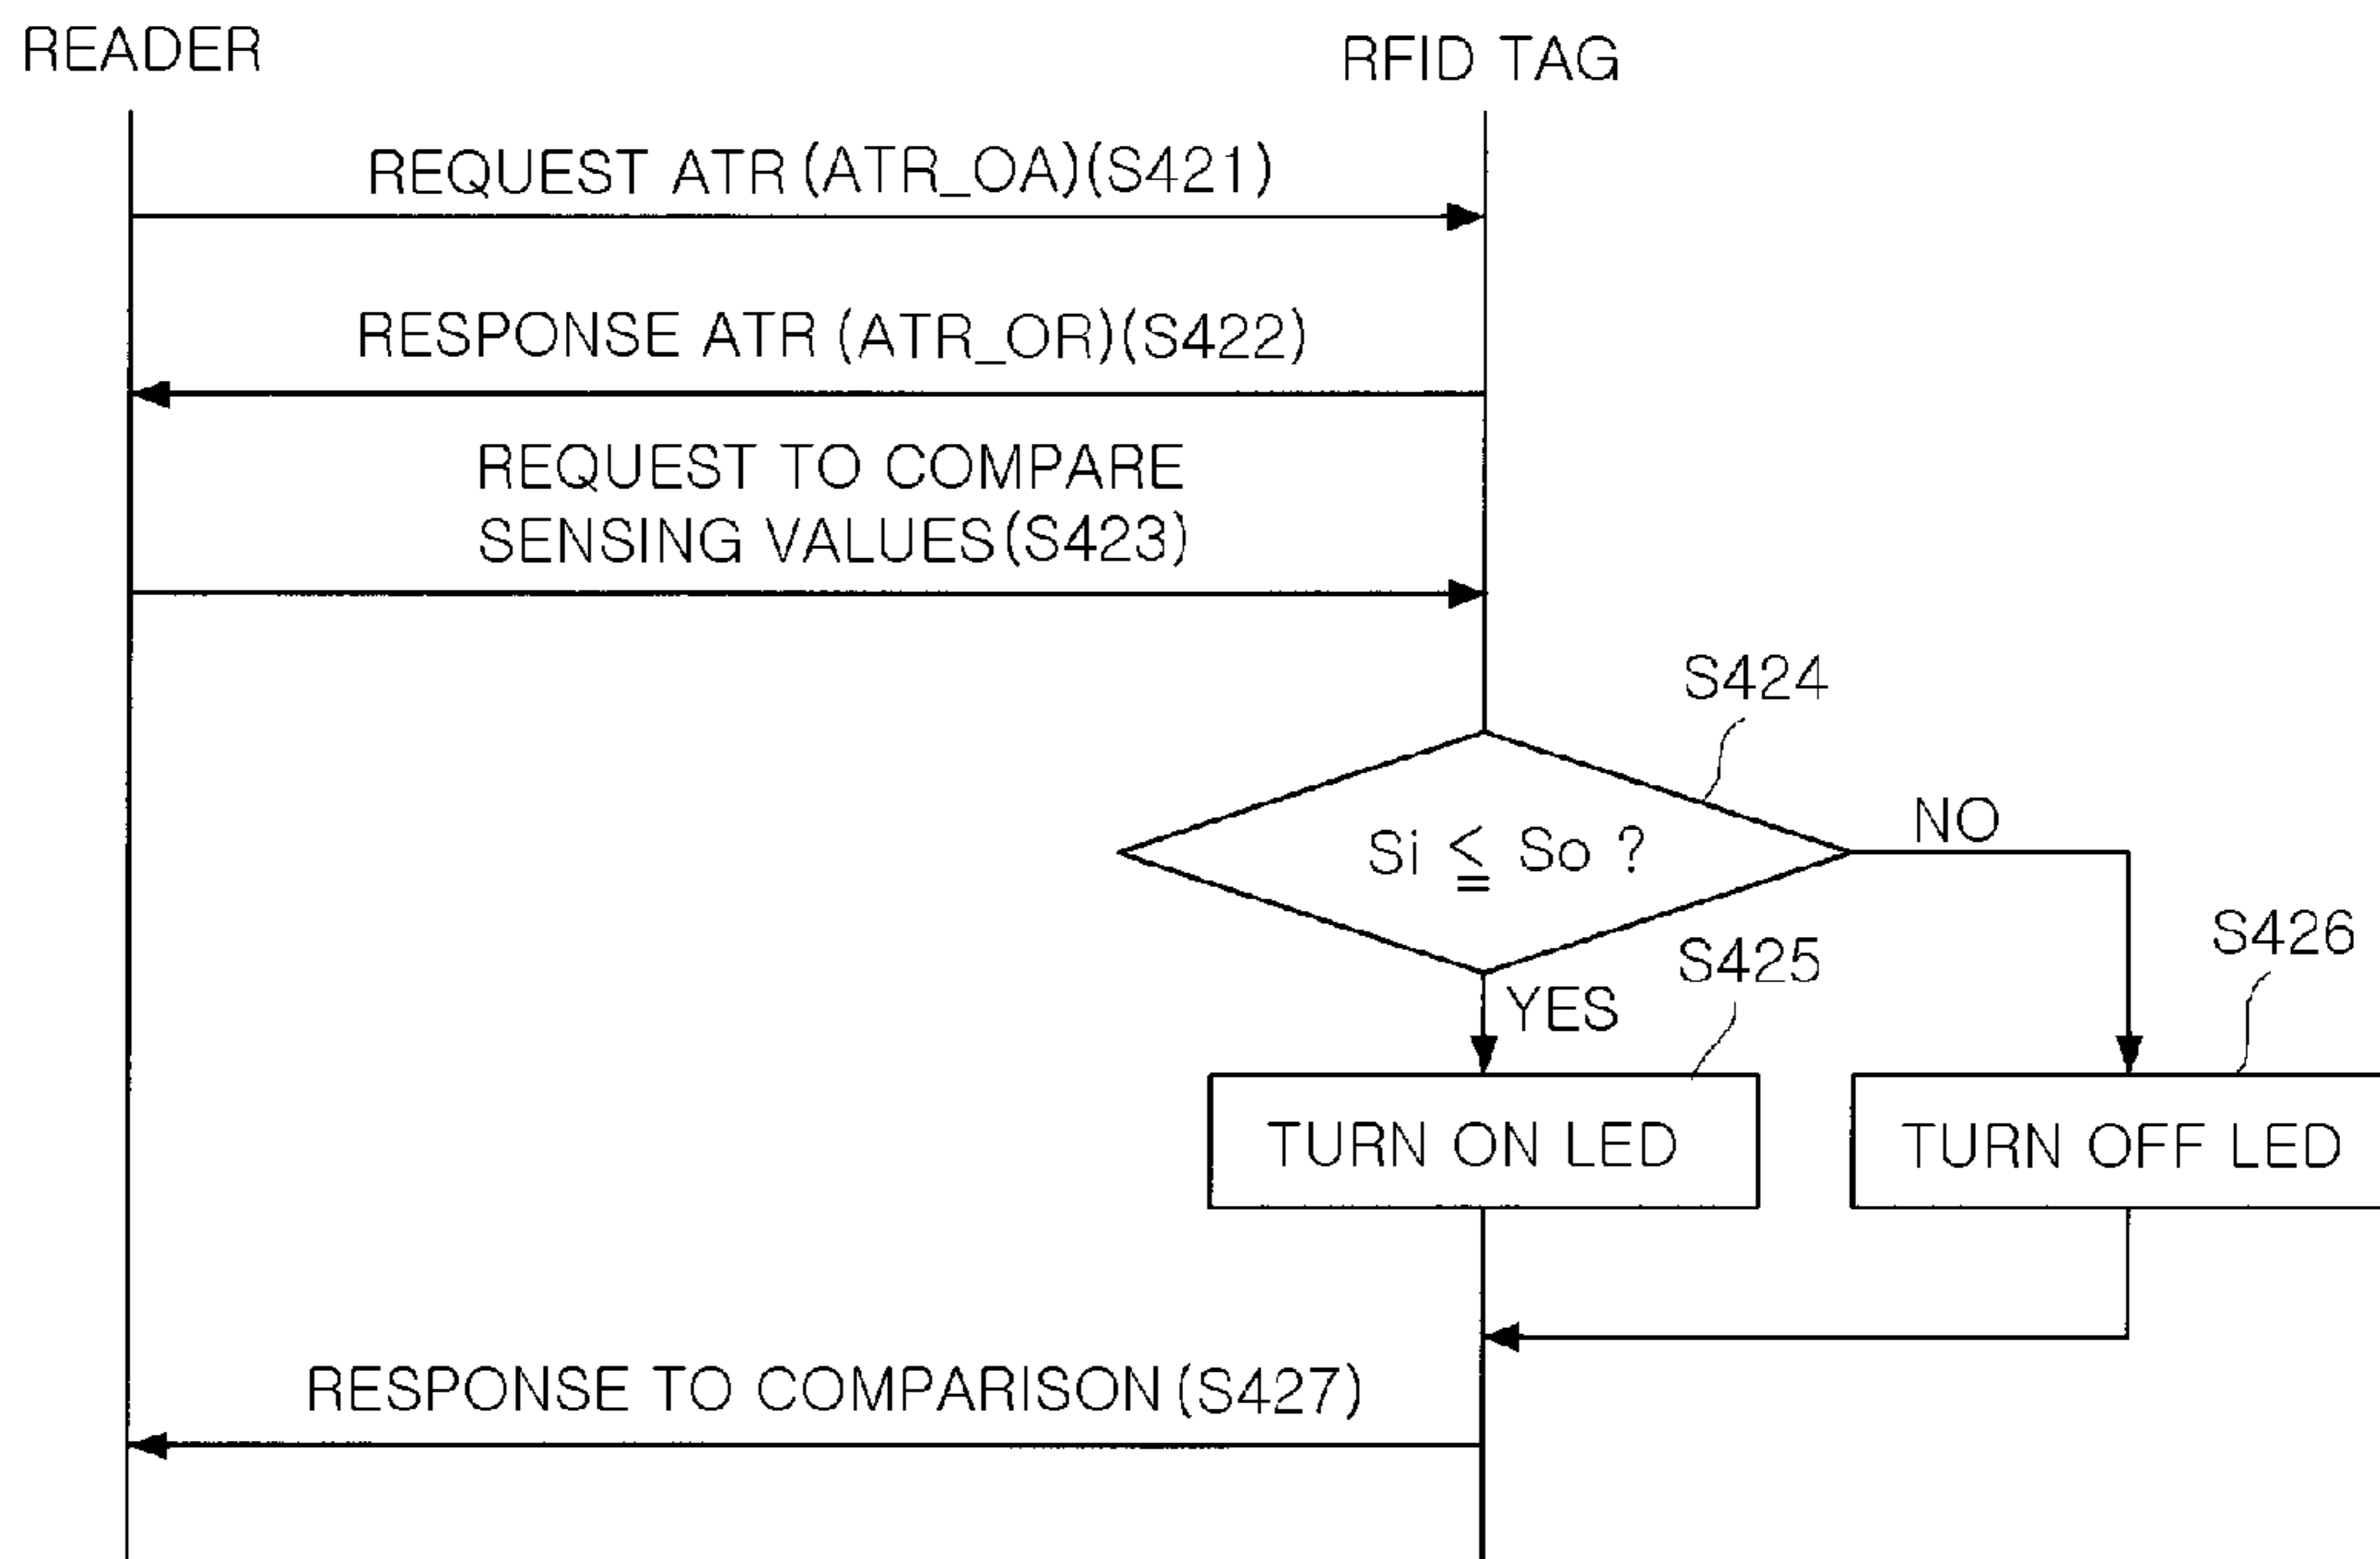 READER
RFID TAG
REQUEST ATR (ATR_OA)(S421)
RESPONSE ATR (ATR_OR)(S422)
REQUEST TO COMPARE
SENSING VALUES(S423)
S424
Si ≦ So ?
NO
S425
S426
YES
TURN ON LED
TURN OFF LED
RESPONSE TO COMPARISON(S427)